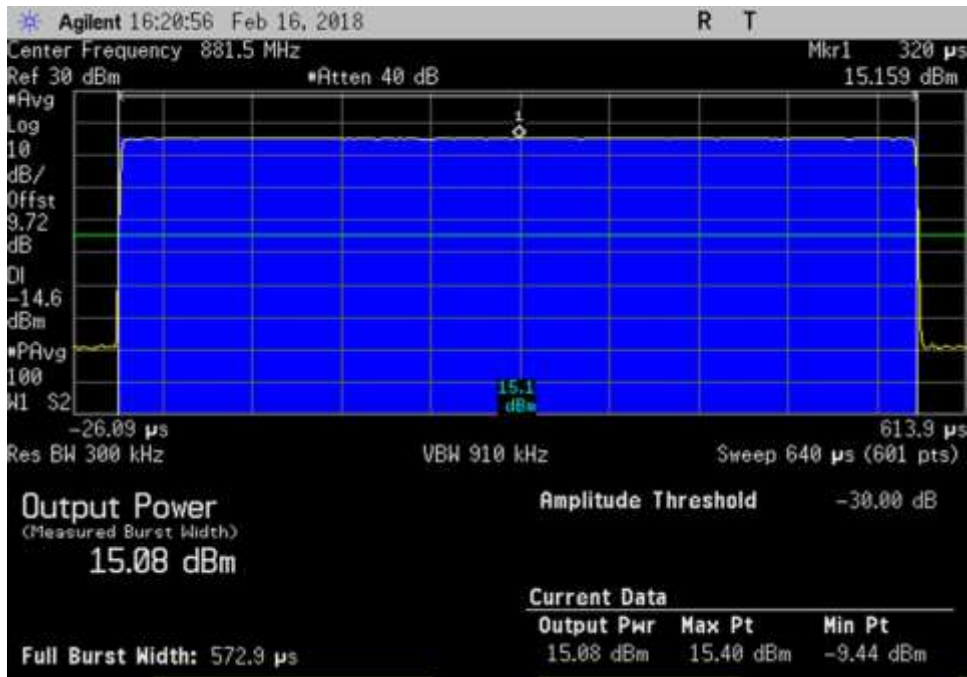 Agilent 16:20:56 Feb 16, 2018 R T
Center Frequency 881.5 MHz Mkr1 320 µs
Ref 30 dBm *Atten 40 dB 15.159 dBm
*Avg
Log
10
dB/
Offst
9.72
dB
DI
-14.6
dBm
*PAvg
100
W1 S2
1
15.1
dBm
-26.09 µs 613.9 µs
Res BW 300 kHz VBW 910 kHz Sweep 640 µs (601 pts)
Output Power Amplitude Threshold -30.00 dB
(Measured Burst Width)
15.08 dBm
Current Data
Output Pwr Max Pt Min Pt
Full Burst Width: 572.9 µs 15.08 dBm 15.40 dBm -9.44 dBm